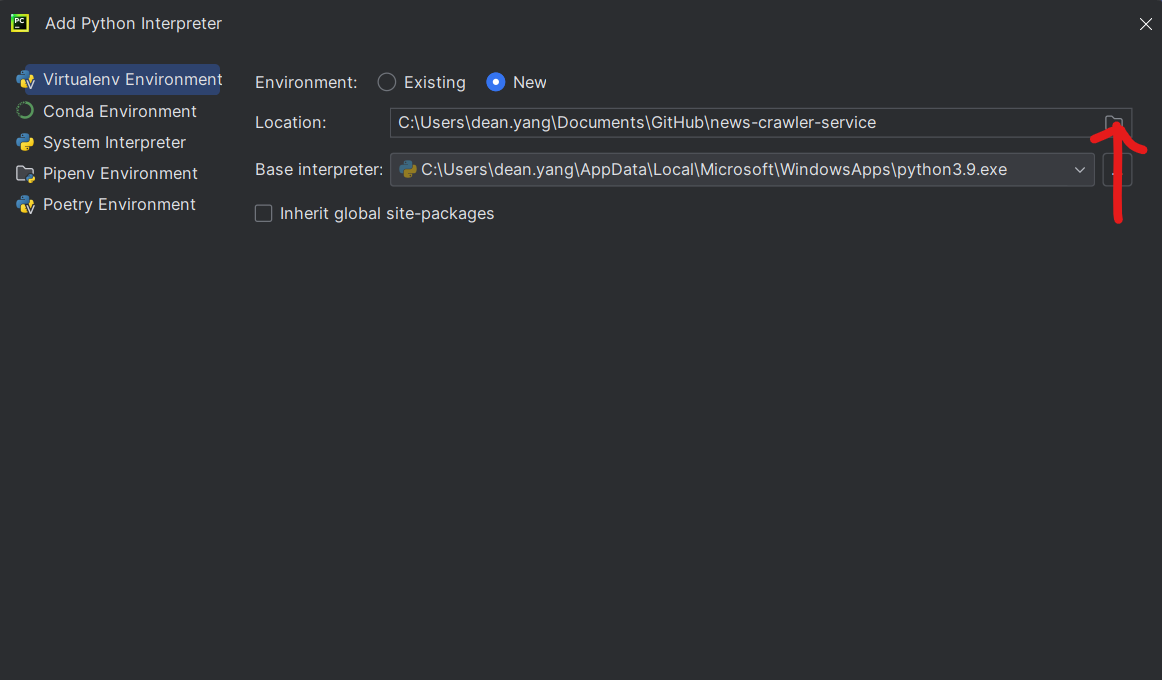 PC
Add Python Interpreter
Virtualenv Environment
Conda Environment
System Interpreter
Pipenv Environment
Poetry Environment
Environment: Existing New
Location: C:\Users\dean.yang\Documents\GitHub\news-crawler-service
Base interpreter: C:\Users\dean.yang\AppData\Local\Microsoft\WindowsApps\python3.9.exe
Inherit global site-packages